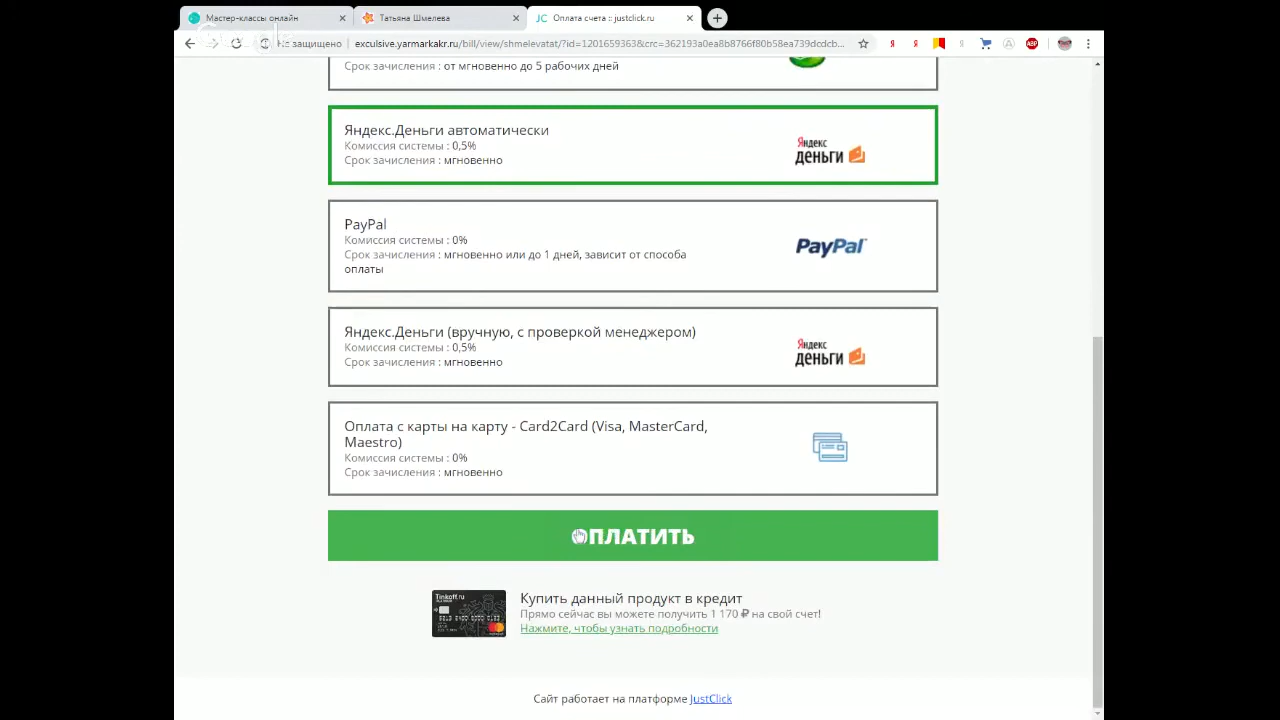 Мастер-классы онлайн
Татьяна Шмелева
JC Оплата счета :: justclick.ru
Не защищено
exculsive.yarmarkakr.ru/bill/view/shmelevatat/?id=1201659363&crc=362193a0ea8b8766f80b58ea739dcdcb...
ABP
Срок зачисления : от мгновенно до 5 рабочих дней
Яндекс.Деньги автоматически
Комиссия системы : 0,5%
Срок зачисления : мгновенно
Яндекс
деньги
PayPal
Комиссия системы : 0%
Срок зачисления : мгновенно или до 1 дней, зависит от способа
оплаты
PayPal
Яндекс.Деньги (вручную, с проверкой менеджером)
Комиссия системы : 0,5%
Срок зачисления : мгновенно
Яндекс
деньги
Оплата с карты на карту - Card2Card (Visa, MasterCard,
Maestro)
Комиссия системы : 0%
Срок зачисления : мгновенно
ОПЛАТИТЬ
Tinkoff.ru
Купить данный продукт в кредит
Прямо сейчас вы можете получить 1 170 ₽ на свой счет!
Нажмите, чтобы узнать подробности
Сайт работает на платформе JustClick